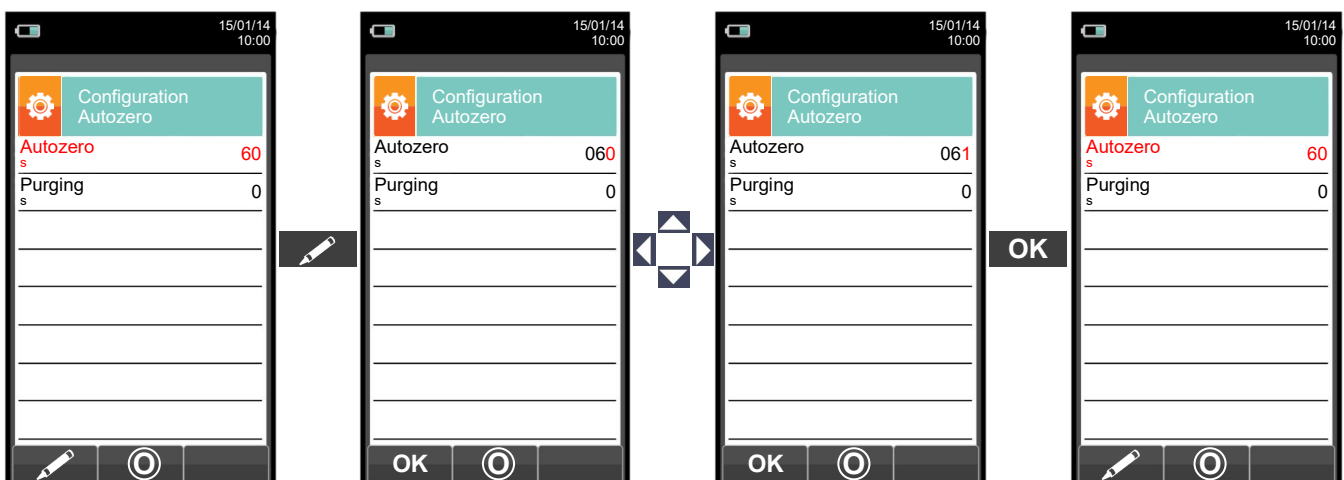 15/01/14
10:00
Configuration
Autozero
Autozero
s
60
Purging
s
0
15/01/14
10:00
Configuration
Autozero
Autozero
s
060
Purging
s
0
OK
15/01/14
10:00
Configuration
Autozero
Autozero
s
061
Purging
s
0
OK
OK
15/01/14
10:00
Configuration
Autozero
Autozero
s
60
Purging
s
0